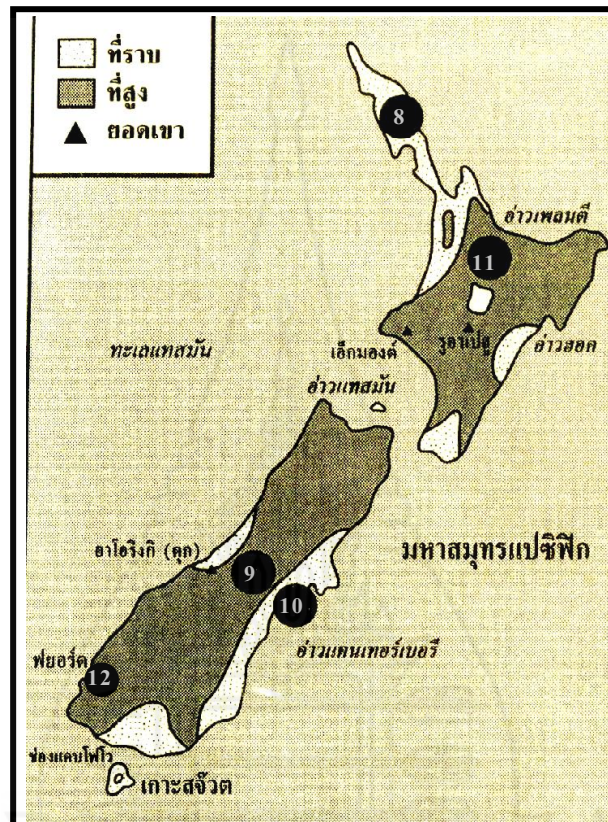 ที่ราบ
ที่สูง
ยอดเขา
8
อ่าวเพลนตี
11
เอ็กมองต์
รูอาเปฮู
อ่าวฮอค
ทะเลแทสมัน
อ่าวแทสมัน
มหาสมุทรแปซิฟิก
อาโอริงกิ (คุก)
9
10
อ่าวแคนเทอร์เบอรี
ฟยอร์ด
12
ช่องแคบโฟโว
เกาะสจ๊วต